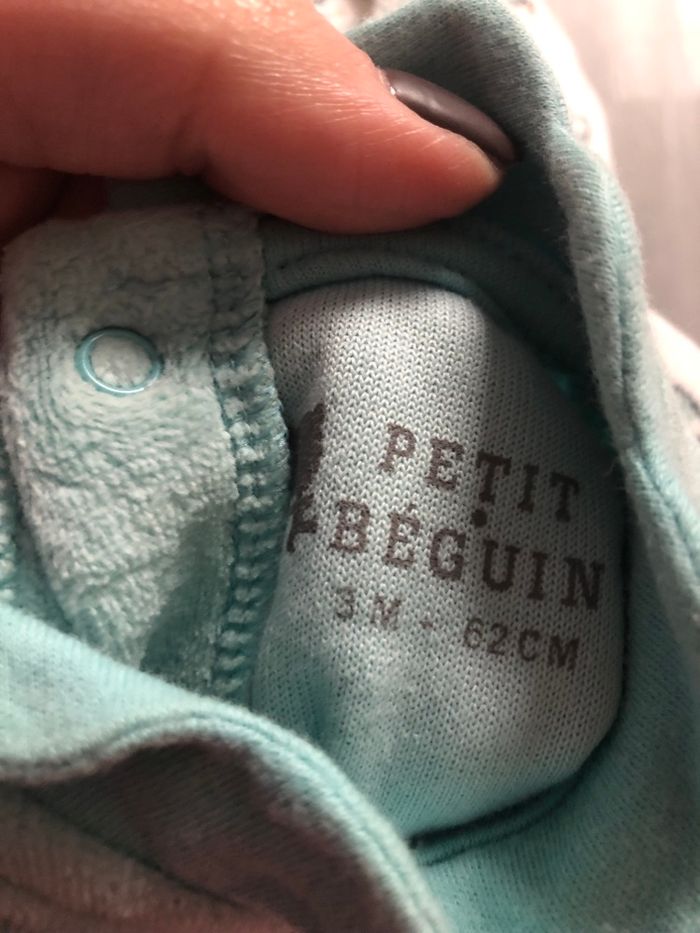 PETIT
BÉGUIN
3M - 62CM